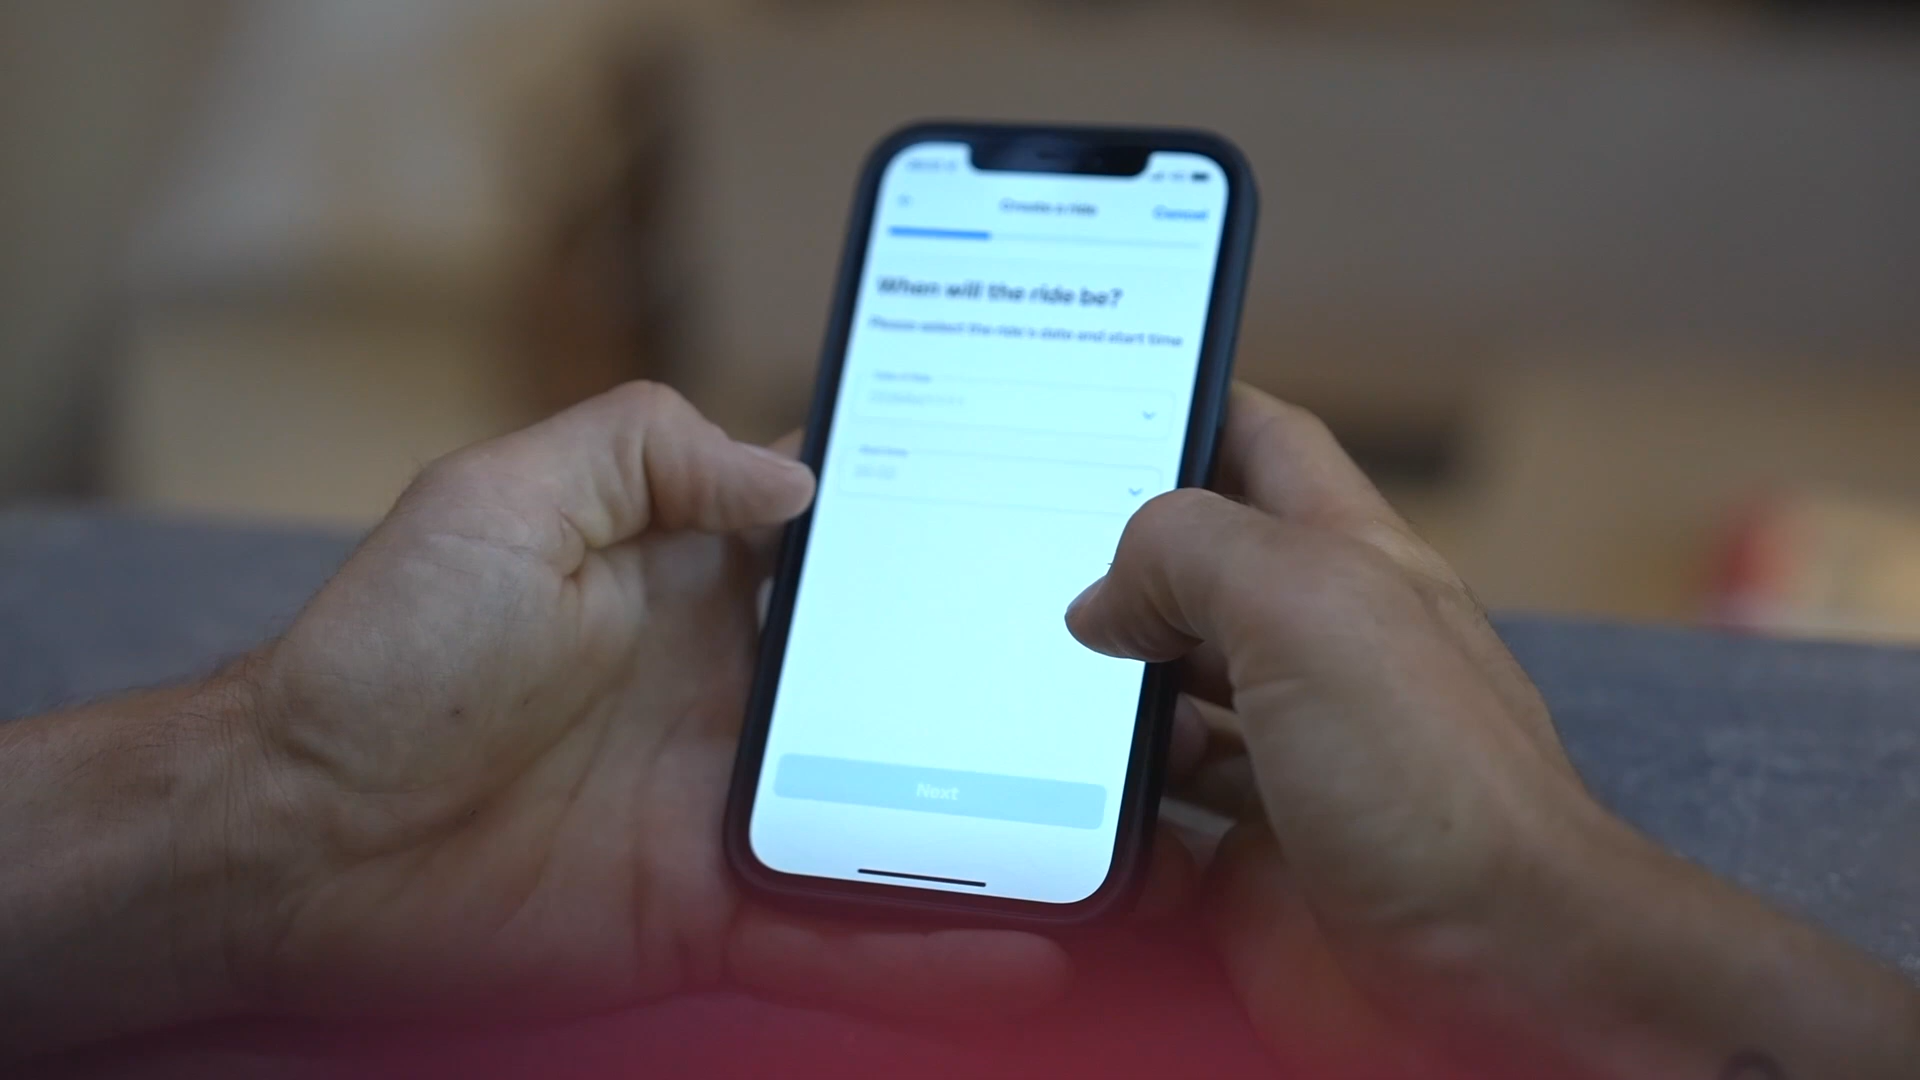 Create a ride
Cancel
When will the ride be?
Please select the ride's date and start time
Next